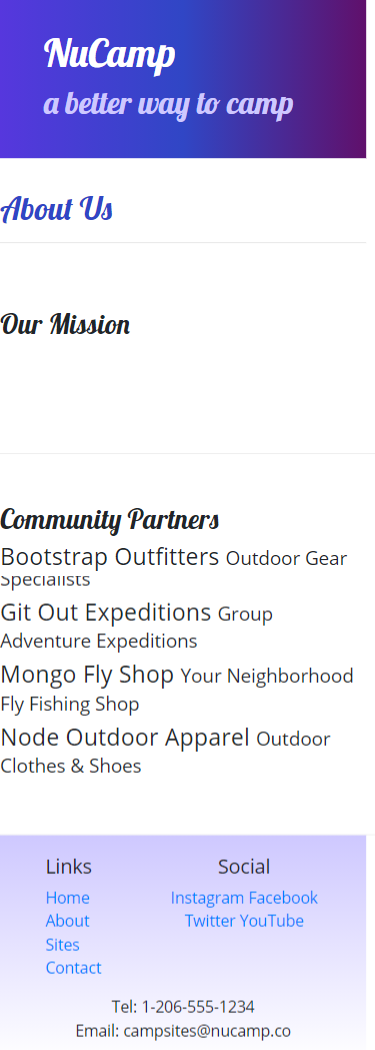 NuCamp
a better way to camp
About Us
Our Mission
Community Partners
Bootstrap Outfitters Outdoor Gear
Specialists
Git Out Expeditions Group
Adventure Expeditions
Mongo Fly Shop Your Neighborhood
Fly Fishing Shop
Node Outdoor Apparel Outdoor
Clothes & Shoes
Links
Home
About
Sites
Contact
Social
Instagram Facebook
Twitter YouTube
Tel: 1-206-555-1234
Email: campsites@nucamp.co